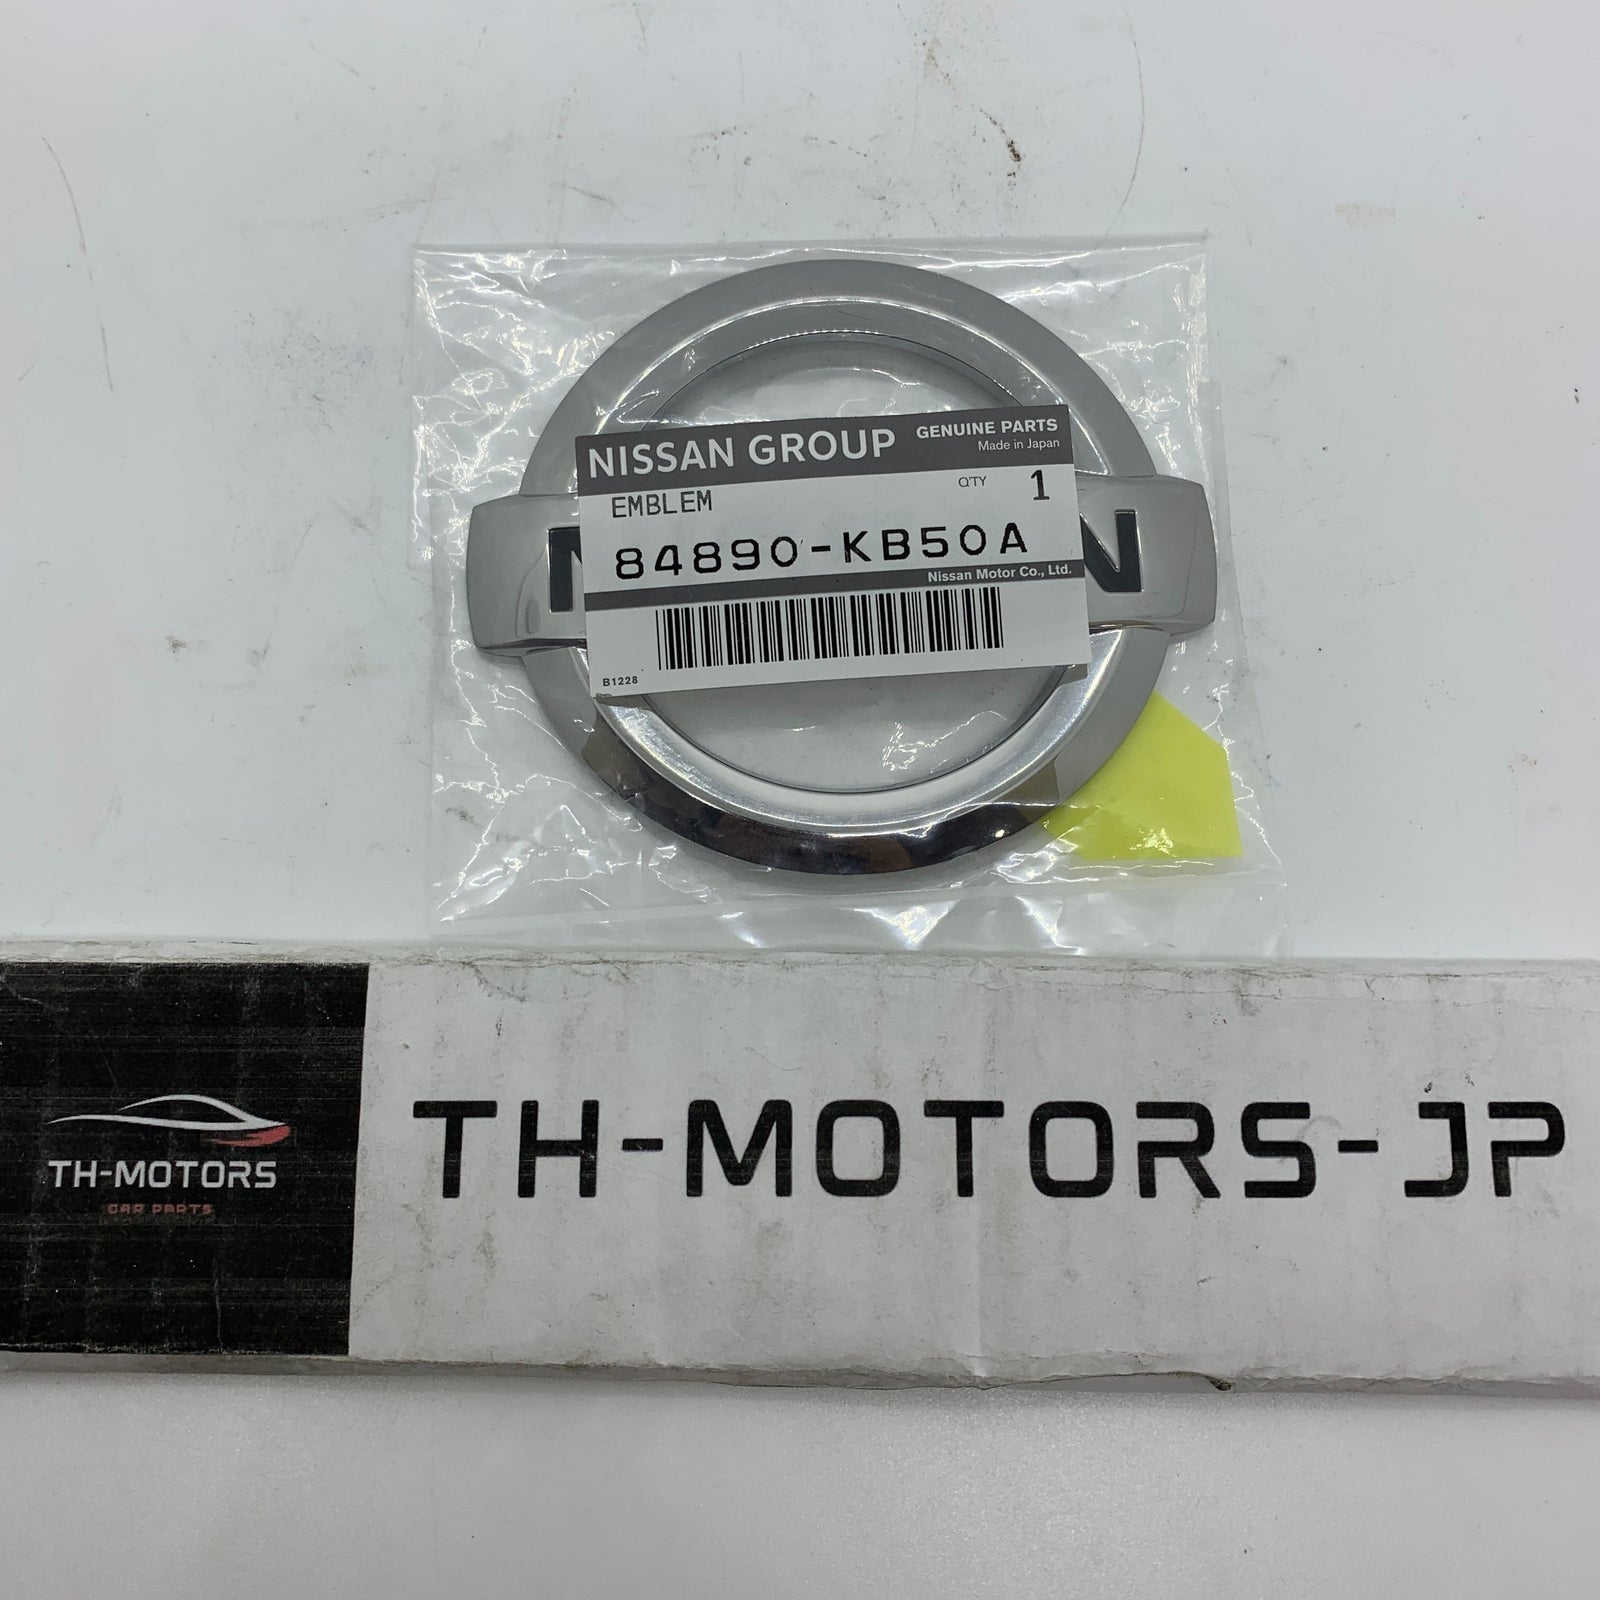 NISSAN GROUP
GENUINE PARTS
Made in Japan
EMBLEM
Q'TY 1
84890-KB50A
Nissan Motor Co., Ltd.
N N
B1228
TH-MOTORS
CAR PARTS
TH-MOTORS-JP